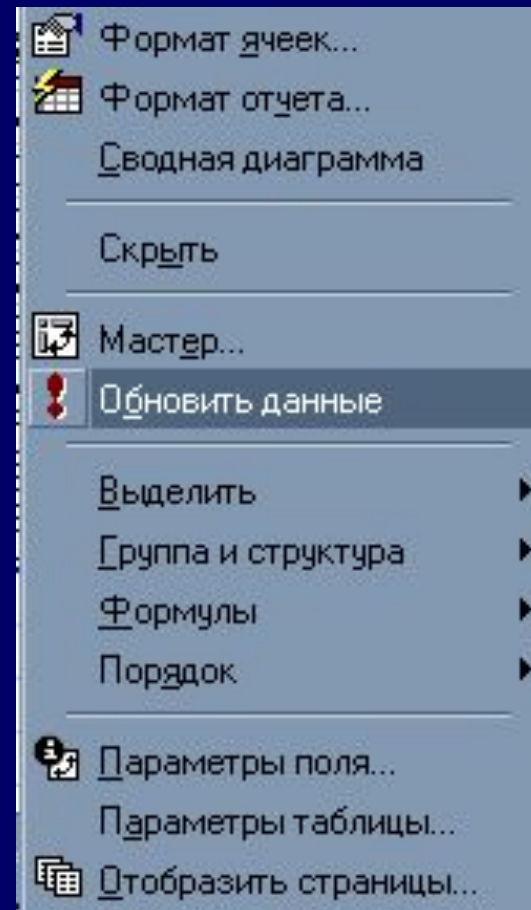 Формат ячеек...
Формат отчета...
Сводная диаграмма
Скрыть
Мастер...
Обновить данные
Выделить
Группа и структура
Формулы
Порядок
Параметры поля...
Параметры таблицы...
Отобразить страницы...